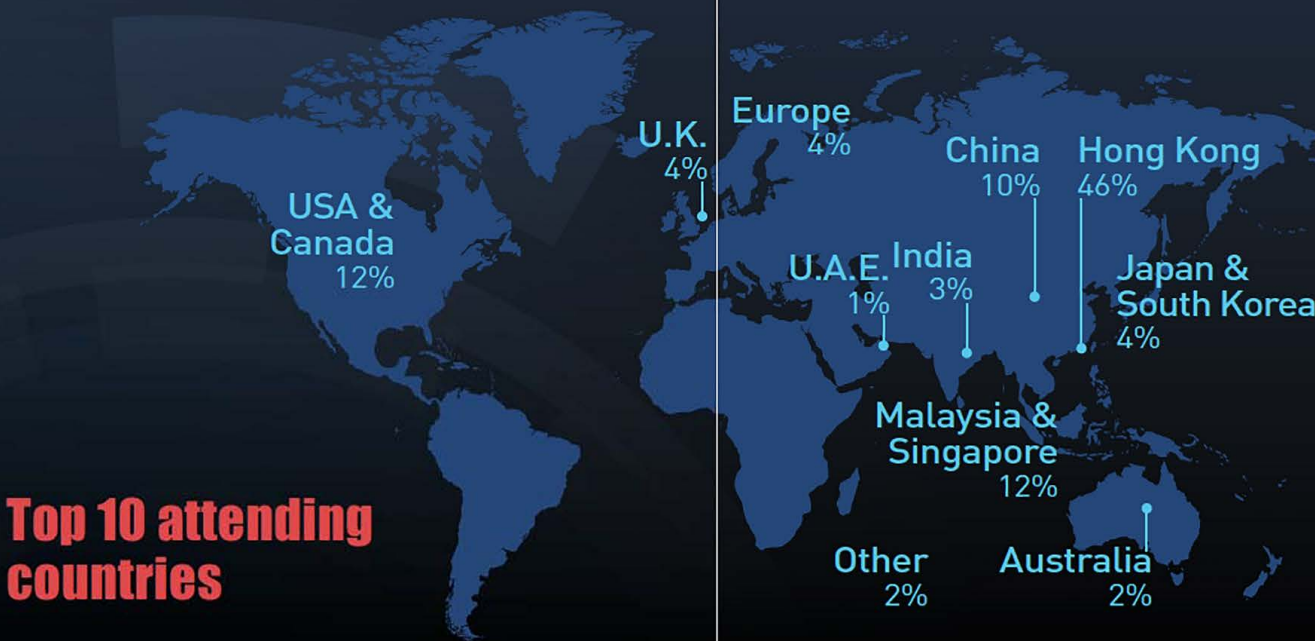 U.K.
4%
Europe
4%
China
10%
Hong Kong
46%
USA &
Canada
12%
U.A.E.
1%
India
3%
Japan &
South Korea
4%
Malaysia &
Singapore
12%
Top 10 attending
countries
Other
2%
Australia
2%